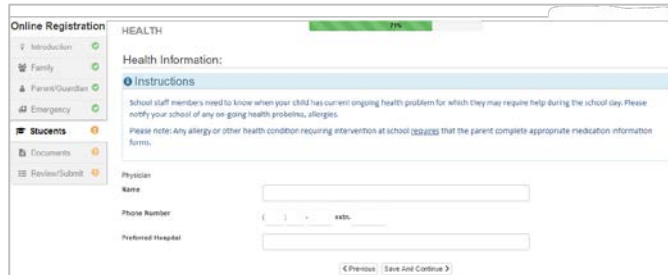 Online Registration
Introduction
Family
Parent/Guardian
Emergency
Students
Documents
Review/Submit
HEALTH
71%
Health Information:
Instructions
School staff members need to know when your child has current ongoing health problem for which they may require help during the school day. Please
notify your school of any on-going health problems, allergies.
Please note: Any allergy or other health condition requiring intervention at school requires that the parent complete appropriate medication information
forms.
Physician
Name
Phone Number ( ) - extn.
Preferred Hospital
< Previous Save And Continue >